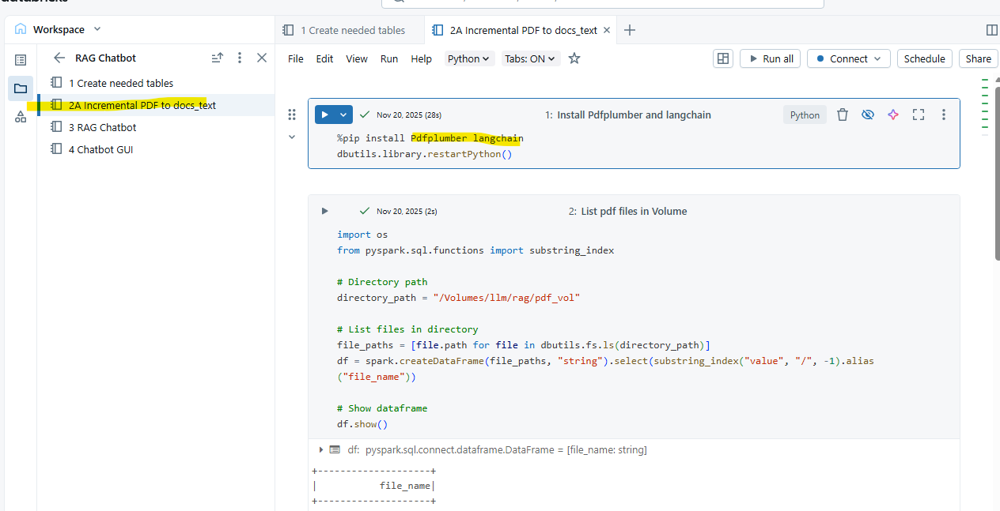 Workspace
1 Create needed tables
2A Incremental PDF to docs_text
RAG Chatbot
File Edit View Run Help Python Tabs: ON
Run all Connect Schedule Share
1 Create needed tables
2A Incremental PDF to docs_text
3 RAG Chatbot
4 Chatbot GUI
Nov 20, 2025 (28s)
1: Install Pdfplumber and langchain
Python
%pip install Pdfplumber langchain
dbutils.library.restartPython()
Nov 20, 2025 (2s)
2: List pdf files in Volume
import os
from pyspark.sql.functions import substring_index
# Directory path
directory_path = "/Volumes/llm/rag/pdf_vol"
# List files in directory
file_paths = [file.path for file in dbutils.fs.ls(directory_path)]
df = spark.createDataFrame(file_paths, "string").select(substring_index("value", "/", -1).alias
("file_name"))
# Show dataframe
df.show()
df: pyspark.sql.connect.dataframe.DataFrame = [file_name: string]
+--------------------+
|           file_name|
+--------------------+